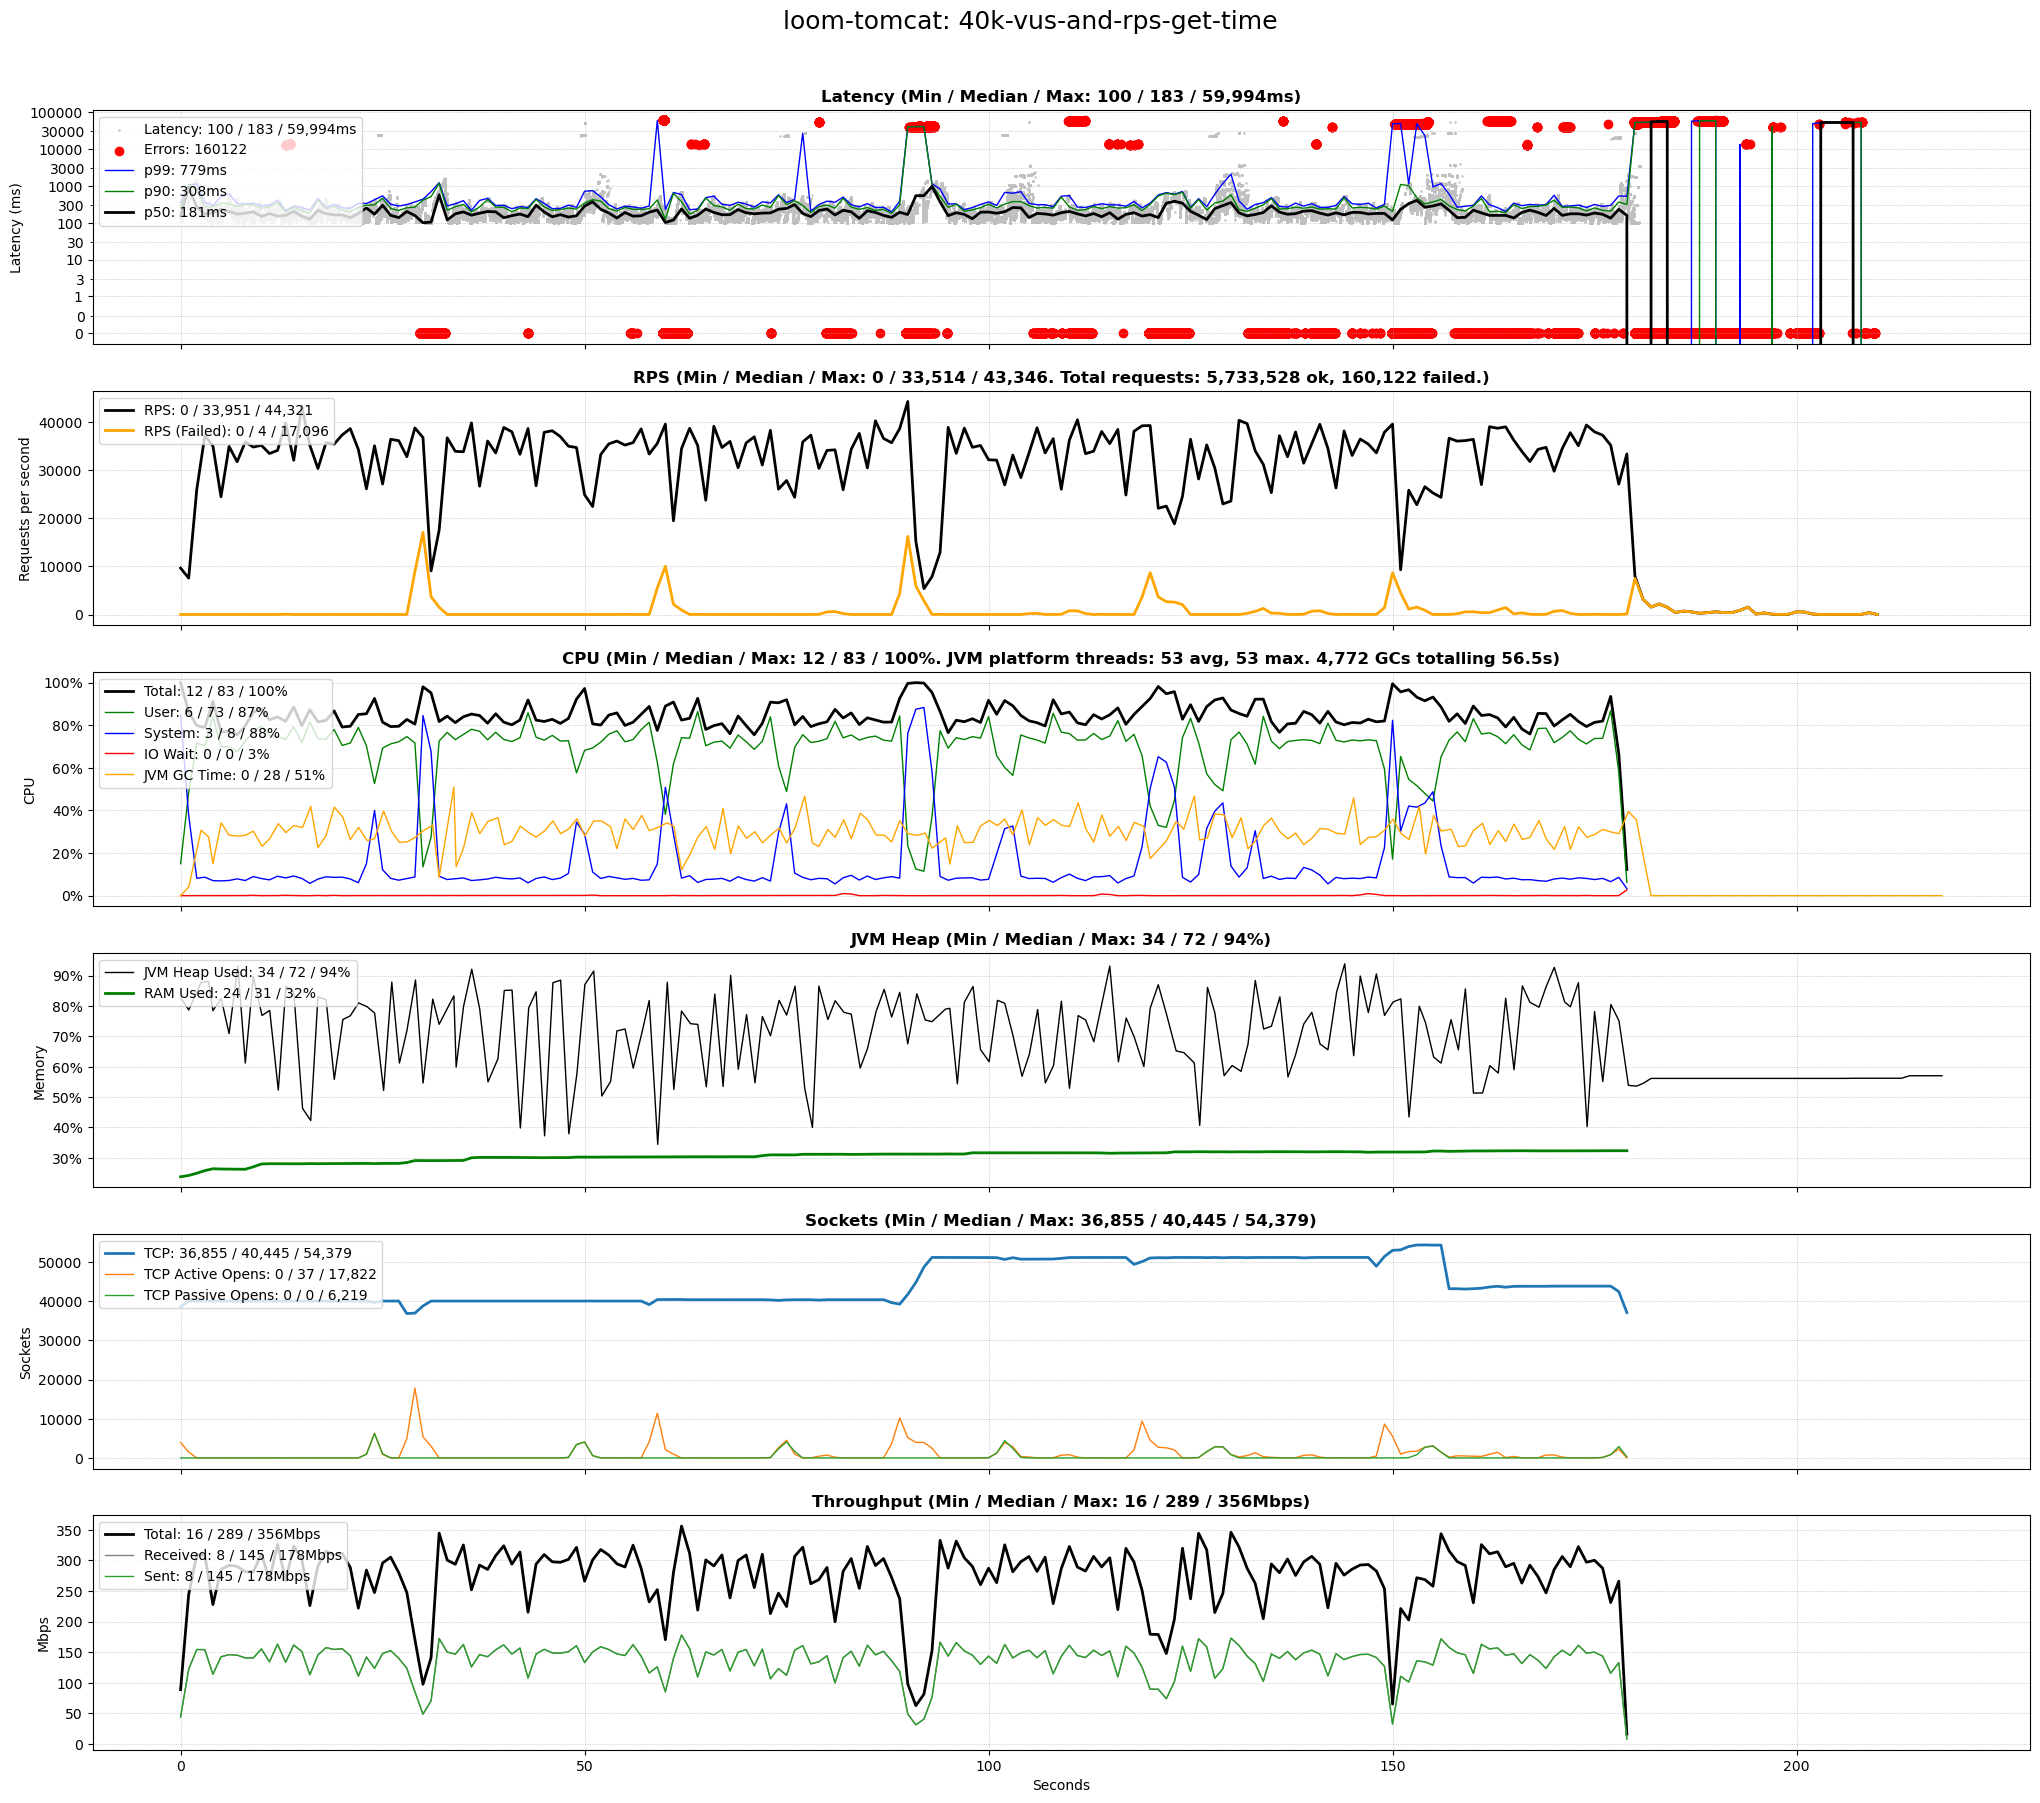 loom-tomcat: 40k-vus-and-rps-get-time
Latency (Min / Median / Max: 100 / 183 / 59,994ms)
Latency (ms)
100000
30000
10000
3000
1000
300
100
30
10
3
1
0
0
Latency: 100 / 183 / 59,994ms
Errors: 160122
p99: 779ms
p90: 308ms
p50: 181ms
RPS (Min / Median / Max: 0 / 33,514 / 43,346. Total requests: 5,733,528 ok, 160,122 failed.)
Requests per second
40000
30000
20000
10000
0
RPS: 0 / 33,951 / 44,321
RPS (Failed): 0 / 4 / 17,096
CPU (Min / Median / Max: 12 / 83 / 100%. JVM platform threads: 53 avg, 53 max. 4,772 GCs totalling 56.5s)
CPU
100%
80%
60%
40%
20%
0%
Total: 12 / 83 / 100%
User: 6 / 73 / 87%
System: 3 / 8 / 88%
IO Wait: 0 / 0 / 3%
JVM GC Time: 0 / 28 / 51%
JVM Heap (Min / Median / Max: 34 / 72 / 94%)
Memory
90%
80%
70%
60%
50%
40%
30%
JVM Heap Used: 34 / 72 / 94%
RAM Used: 24 / 31 / 32%
Sockets (Min / Median / Max: 36,855 / 40,445 / 54,379)
Sockets
50000
40000
30000
20000
10000
0
TCP: 36,855 / 40,445 / 54,379
TCP Active Opens: 0 / 37 / 17,822
TCP Passive Opens: 0 / 0 / 6,219
Throughput (Min / Median / Max: 16 / 289 / 356Mbps)
Mbps
350
300
250
200
150
100
50
0
Total: 16 / 289 / 356Mbps
Received: 8 / 145 / 178Mbps
Sent: 8 / 145 / 178Mbps
0 50 100 150 200
Seconds